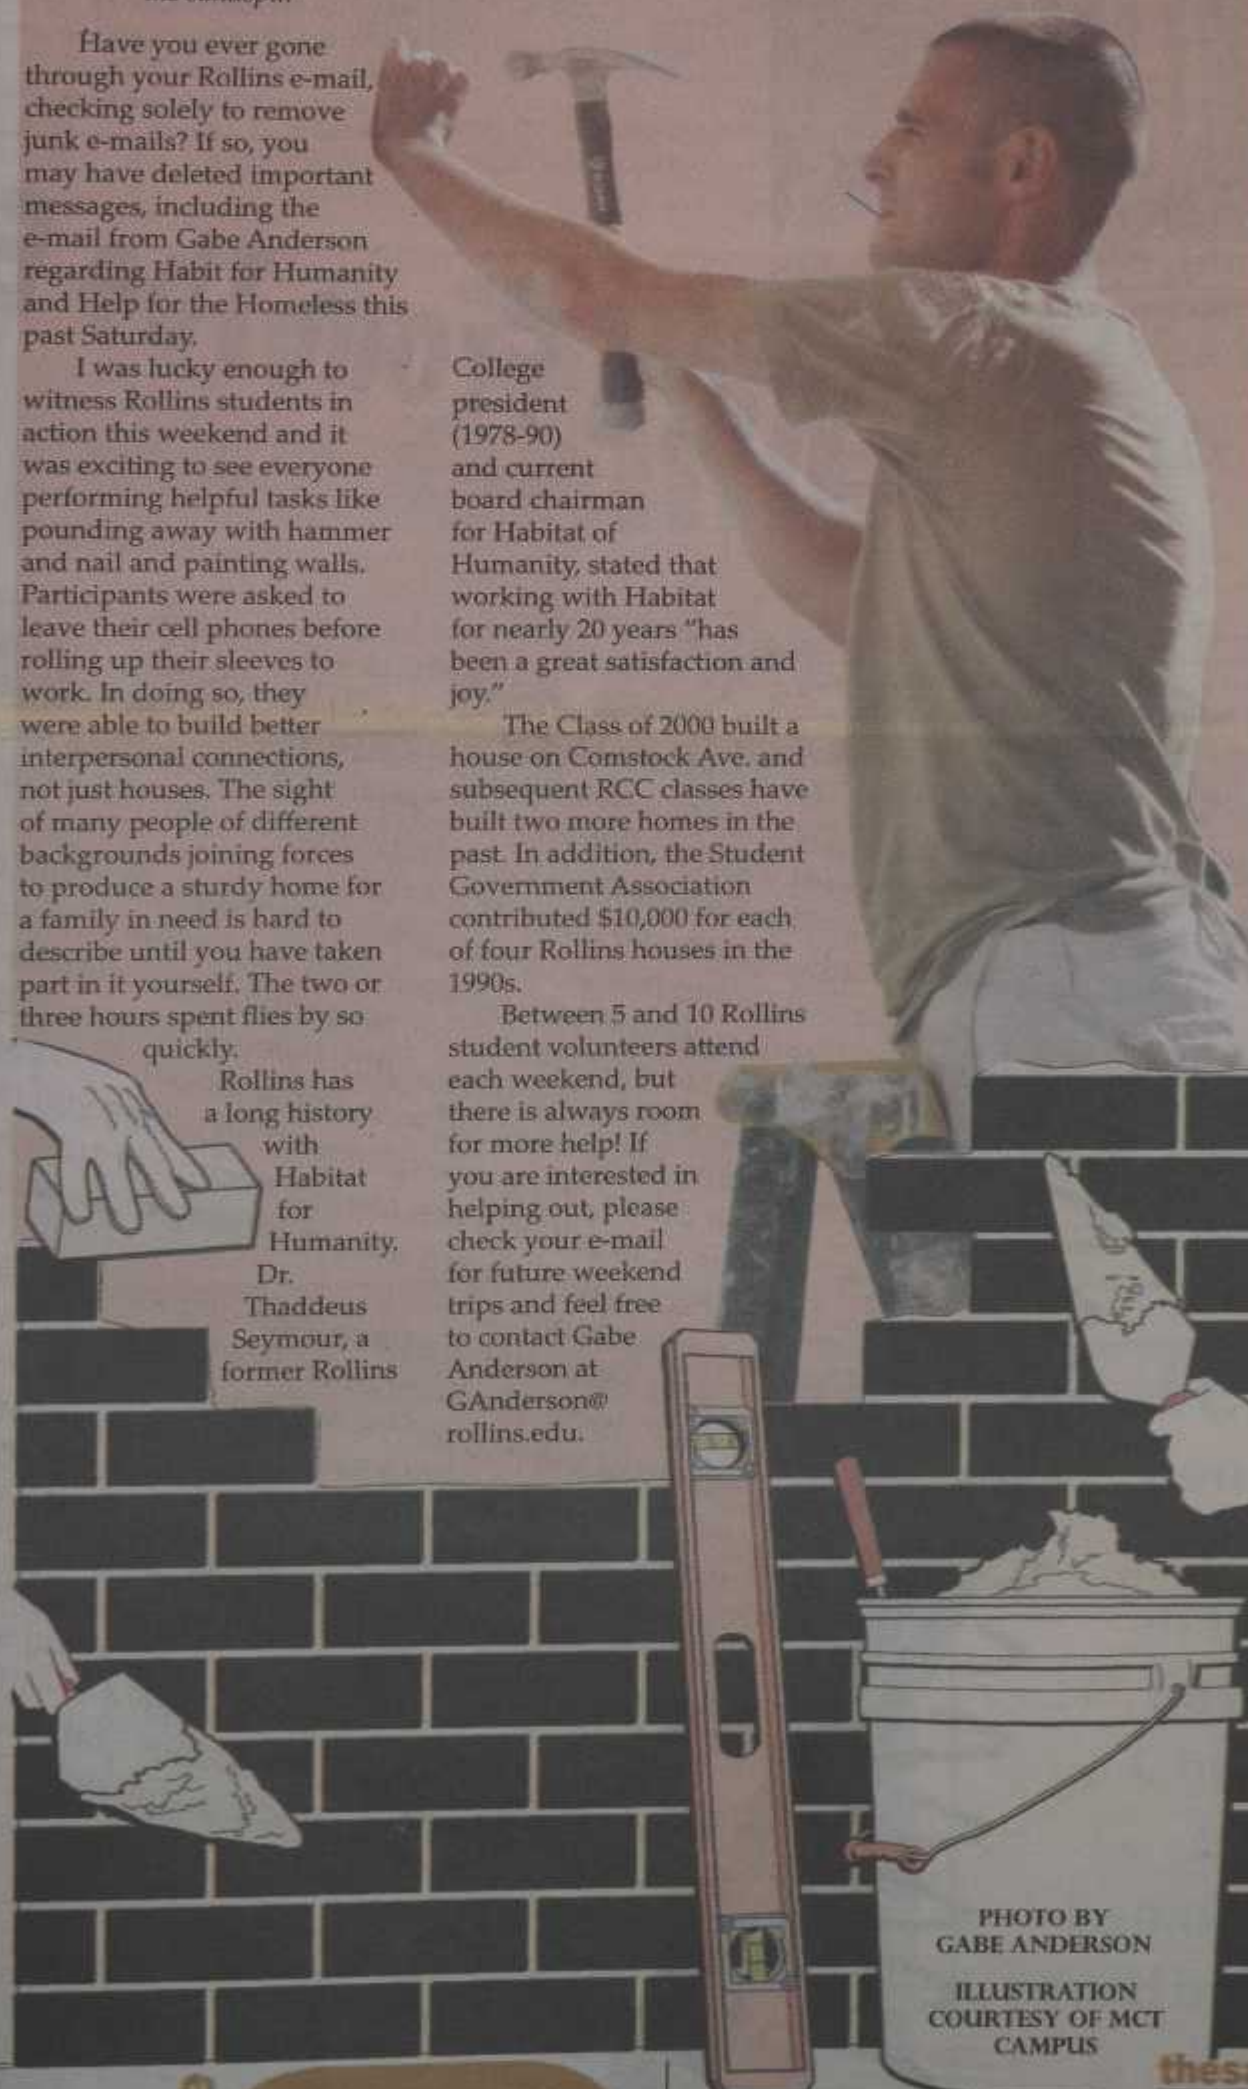 Have you ever gone
through your Rollins e-mail,
checking solely to remove
junk e-mails? If so, you
may have deleted important
messages, including the
e-mail from Gabe Anderson
regarding Habit for Humanity
and Help for the Homeless this
past Saturday.
I was lucky enough to
witness Rollins students in
action this weekend and it
was exciting to see everyone
performing helpful tasks like
pounding away with hammer
and nail and painting walls.
Participants were asked to
leave their cell phones before
rolling up their sleeves to
work. In doing so, they
were able to build better
interpersonal connections,
not just houses. The sight
of many people of different
backgrounds joining forces
to produce a sturdy home for
a family in need is hard to
describe until you have taken
part in it yourself. The two or
three hours spent flies by so
quickly.
Rollins has
a long history
with
Habitat
for
Humanity.
Dr.
Thaddeus
Seymour, a
former Rollins
College
president
(1978-90)
and current
board chairman
for Habitat of
Humanity, stated that
working with Habitat
for nearly 20 years "has
been a great satisfaction and
joy."
The Class of 2000 built a
house on Comstock Ave. and
subsequent RCC classes have
built two more homes in the
past. In addition, the Student
Government Association
contributed $10,000 for each
of four Rollins houses in the
1990s.
Between 5 and 10 Rollins
student volunteers attend
each weekend, but
there is always room
for more help! If
you are interested in
helping out, please
check your e-mail
for future weekend
trips and feel free
to contact Gabe
Anderson at
GAnderson@
rollins.edu.
PHOTO BY
GABE ANDERSON
ILLUSTRATION
COURTESY OF MCT
CAMPUS